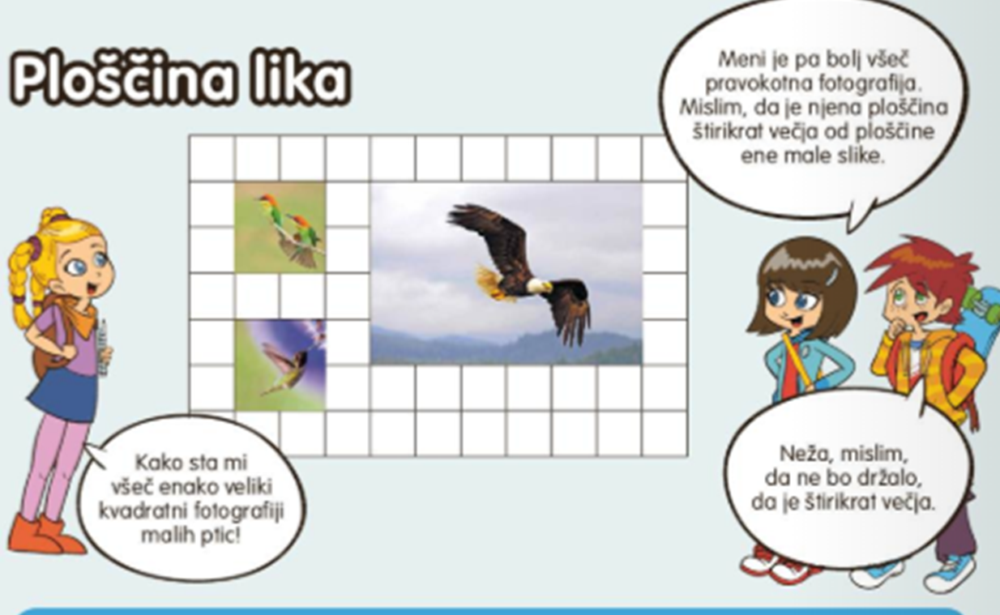 Ploščina lika
Meni je pa bolj všeč
pravokotna fotografija.
Mislim, da je njena ploščina
štirikrat večja od ploščine
ene male slike.
Kako sta mi
všeč enako veliki
kvadratni fotografiji
malih ptic!
Neža, mislim,
da ne bo držalo,
da je štirikrat večja.